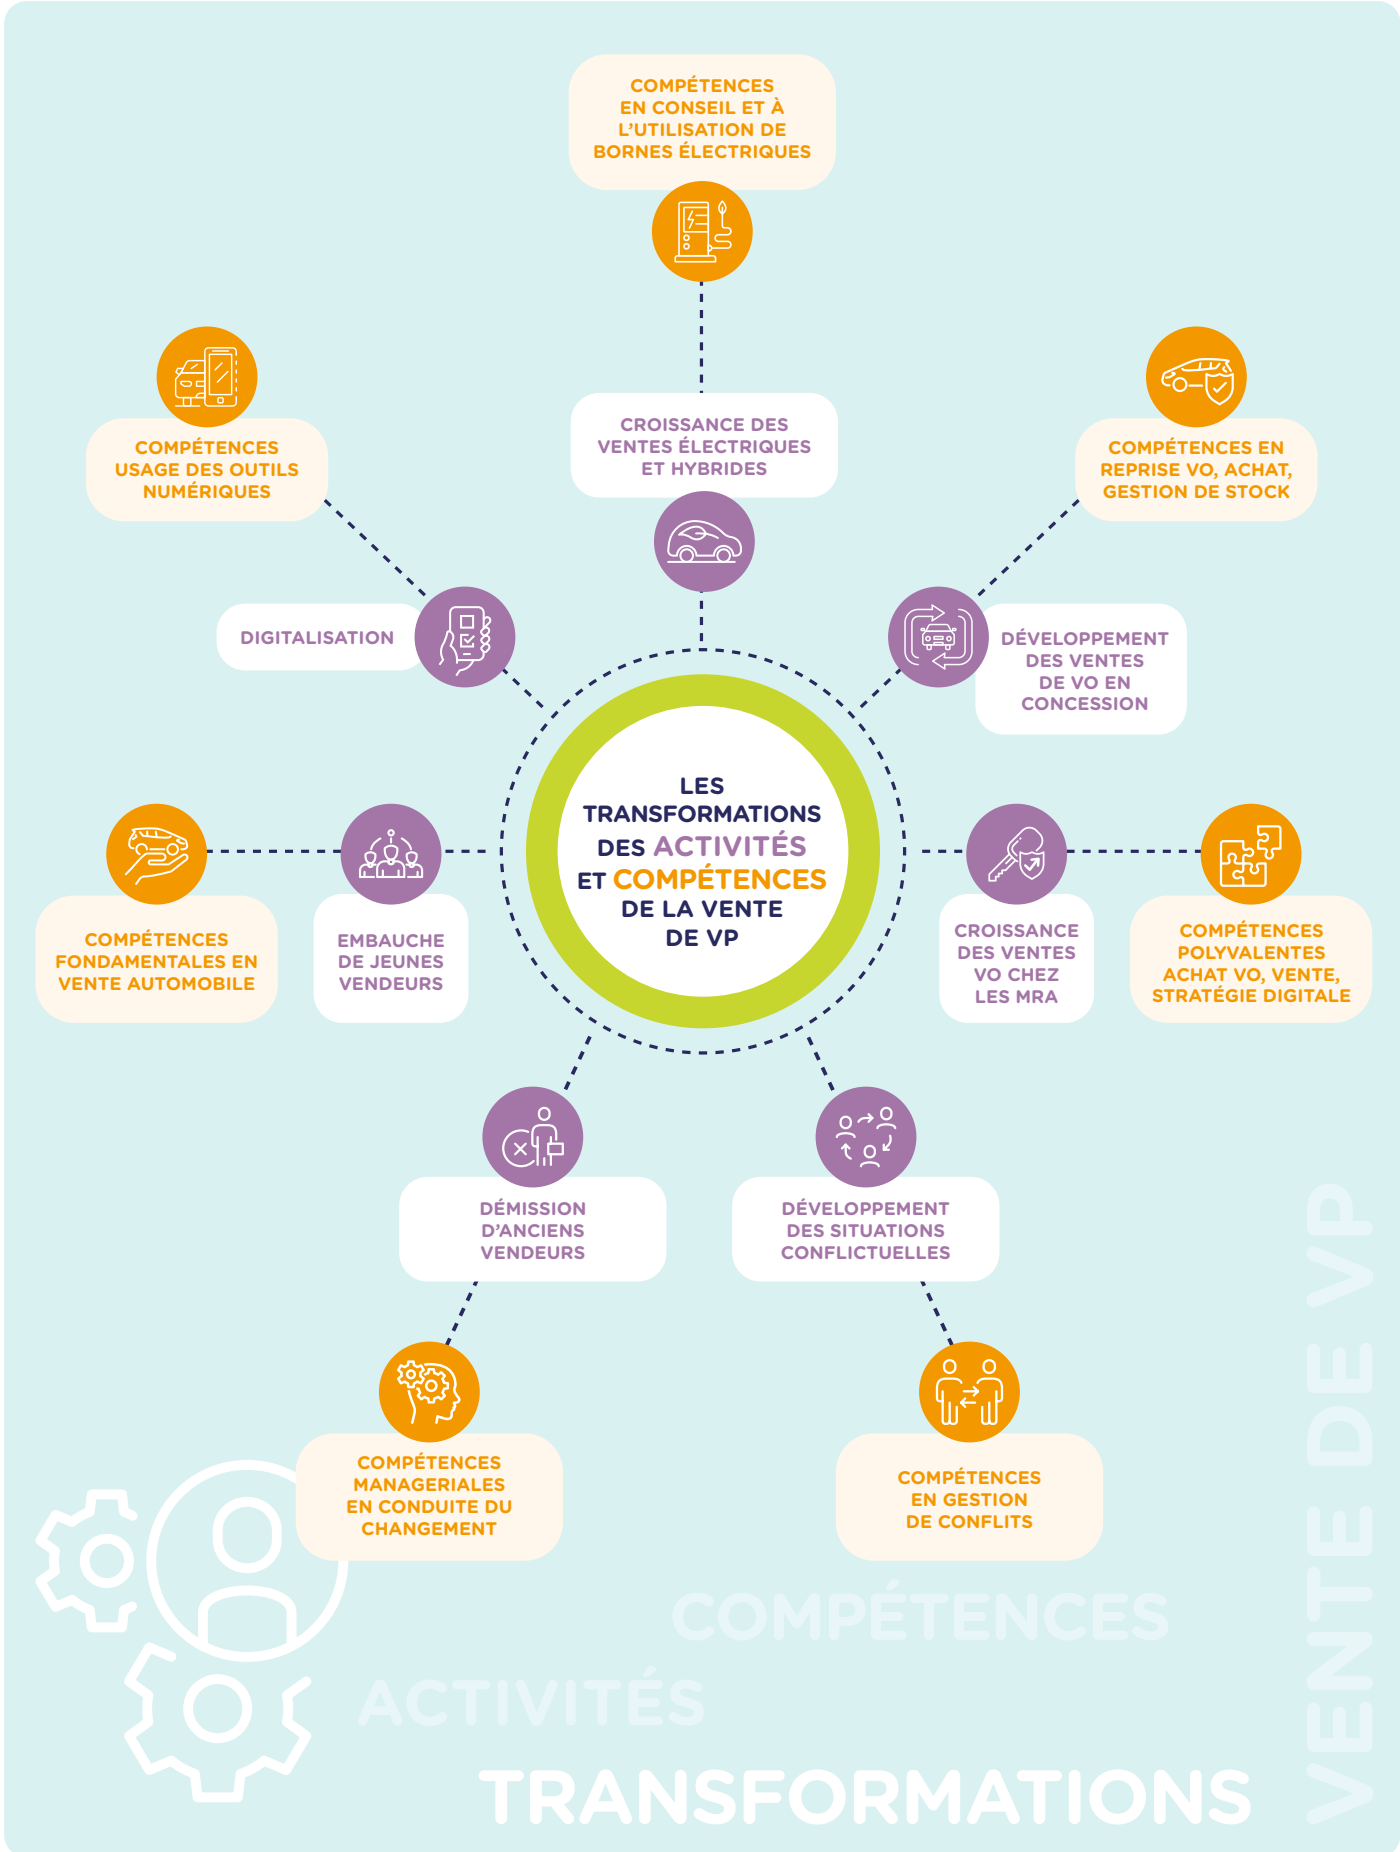 COMPÉTENCES
EN CONSEIL ET À
L'UTILISATION DE
BORNES ÉLECTRIQUES
CROISSANCE DES
VENTES ÉLECTRIQUES
ET HYBRIDES
COMPÉTENCES
USAGE DES OUTILS
NUMÉRIQUES
COMPÉTENCES EN
REPRISE VO, ACHAT,
GESTION DE STOCK
DIGITALISATION
DÉVELOPPEMENT
DES VENTES
DE VO EN
CONCESSION
LES
TRANSFORMATIONS
DES ACTIVITÉS
ET COMPÉTENCES
DE LA VENTE
DE VP
COMPÉTENCES
FONDAMENTALES EN
VENTE AUTOMOBILE
EMBAUCHE
DE JEUNES
VENDEURS
CROISSANCE
DES VENTES
VO CHEZ
LES MRA
COMPÉTENCES
POLYVALENTES
ACHAT VO, VENTE,
STRATÉGIE DIGITALE
DÉMISSION
D'ANCIENS
VENDEURS
DÉVELOPPEMENT
DES SITUATIONS
CONFLICTUELLES
COMPÉTENCES
MANAGERIALES
EN CONDUITE DU
CHANGEMENT
COMPÉTENCES
EN GESTION
DE CONFLITS
COMPÉTENCES
ACTIVITÉS
TRANSFORMATIONS
VENTE DE VP